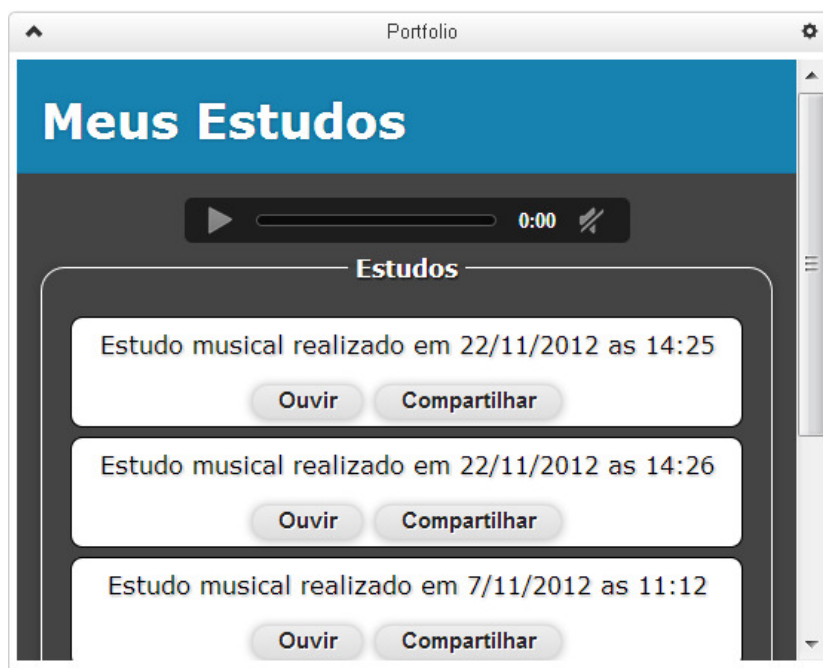 Portfolio
Meus Estudos
0:00
Estudos
Estudo musical realizado em 22/11/2012 as 14:25
Ouvir Compartilhar
Estudo musical realizado em 22/11/2012 as 14:26
Ouvir Compartilhar
Estudo musical realizado em 7/11/2012 as 11:12
Ouvir Compartilhar